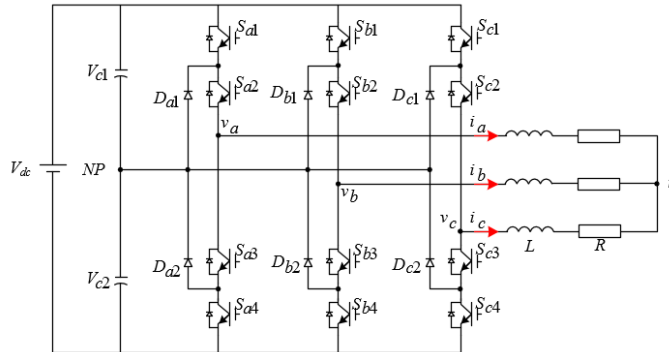 Sa1 Sb1 Sc1
Vc1 Da1 Sa2 Db1 Sb2 Dc1 Sc2
va ia
Vdc NP vb ib
vc ic
L R
Vc2 Da2 Sa3 Db2 Sb3 Dc2 Sc3
Sa4 Sb4 Sc4